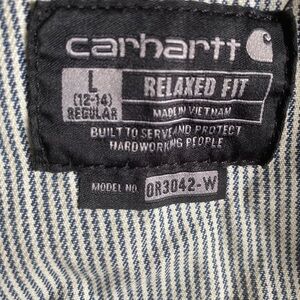 carhartt
L
(12-14)
REGULAR
RELAXED FIT
MADE IN VIETNAM
BUILT TO SERVE AND PROTECT
HARDWORKING PEOPLE
MODEL NO. OR3042-W